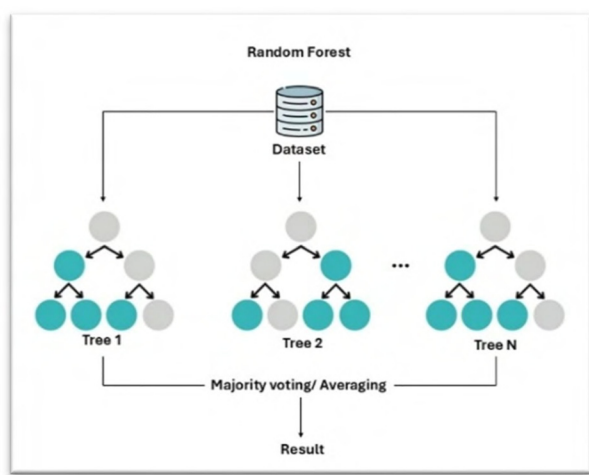 Random Forest
Dataset
...
Tree 1
Tree 2
Tree N
Majority voting/ Averaging
Result